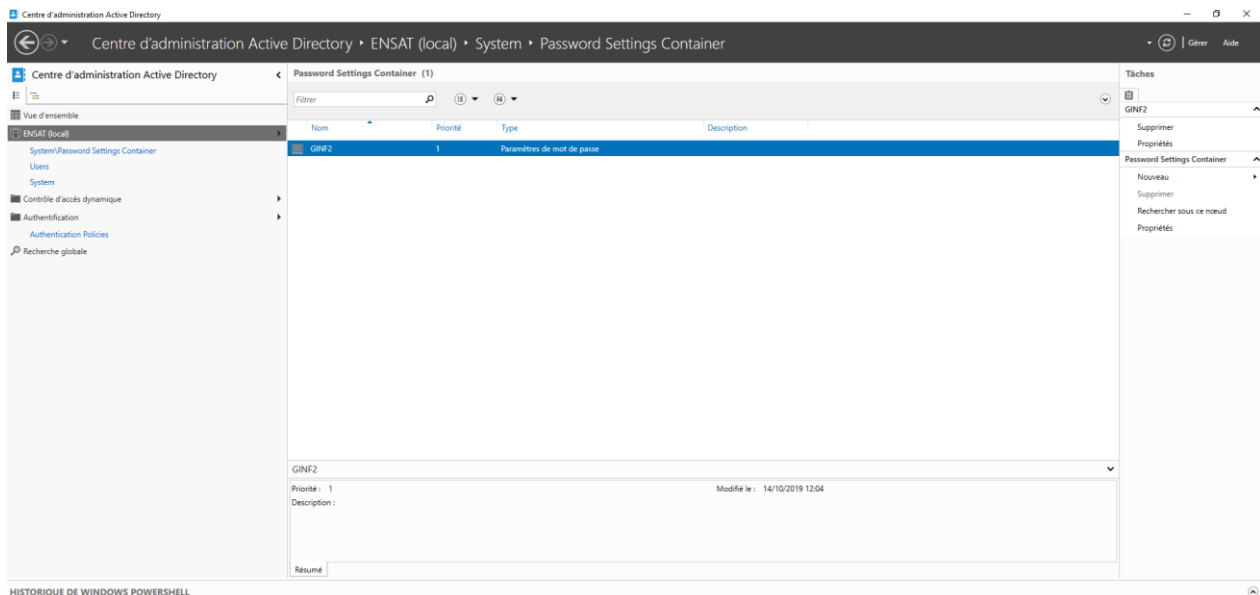 Centre d'administration Active Directory
Centre d'administration Active Directory ‣ ENSAT (local) ‣ System ‣ Password Settings Container
Gérer Aide
Centre d'administration Active Directory
Vue d'ensemble
ENSAT (local)
System\Password Settings Container
Users
System
Contrôle d'accès dynamique
Authentification
Authentication Policies
Recherche globale
Password Settings Container (1)
Filtrer
Nom Priorité Type Description
GINF2 1 Paramètres de mot de passe
GINF2
Priorité : 1 Modifié le : 14/10/2019 12:04
Description :
Résumé
Tâches
GINF2
Supprimer
Propriétés
Password Settings Container
Nouveau
Supprimer
Rechercher sous ce nœud
Propriétés
HISTORIQUE DE WINDOWS POWERSHELL